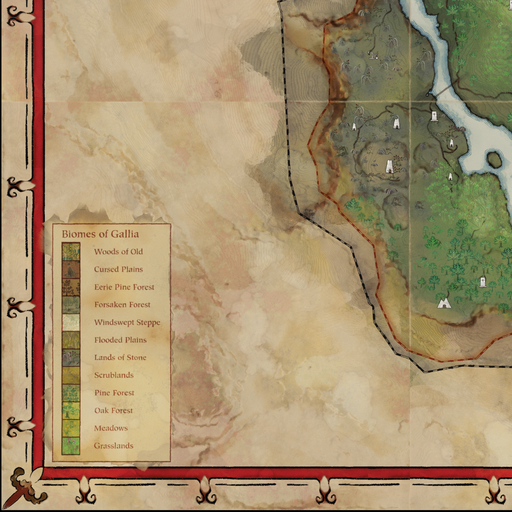 Biomes of Gallia
Woods of Old
Cursed Plains
Eerie Pine Forest
Forsaken Forest
Windswept Steppe
Flooded Plains
Lands of Stone
Scrublands
Pine Forest
Oak Forest
Meadows
Grasslands